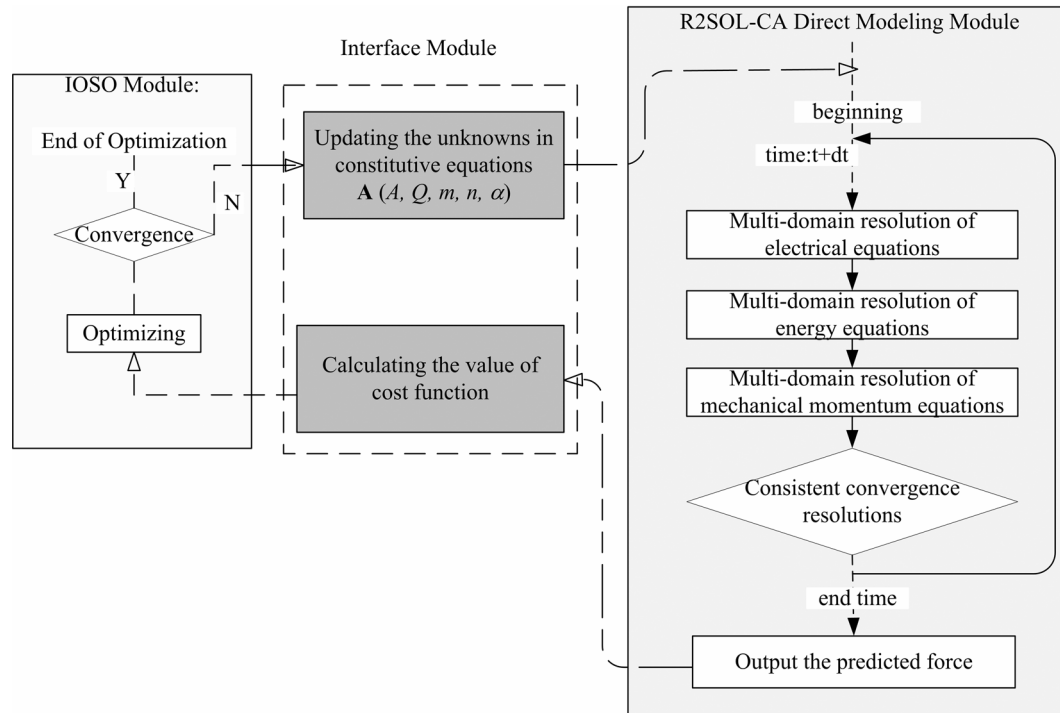 R2SOL-CA Direct Modeling Module
Interface Module
IOSO Module:
End of Optimization
Y
N
Convergence
Optimizing
Updating the unknowns in
constitutive equations
A (A, Q, m, n, α)
Calculating the value of
cost function
beginning
time:t+dt
Multi-domain resolution of
electrical equations
Multi-domain resolution of
energy equations
Multi-domain resolution of
mechanical momentum equations
Consistent convergence
resolutions
end time
Output the predicted force